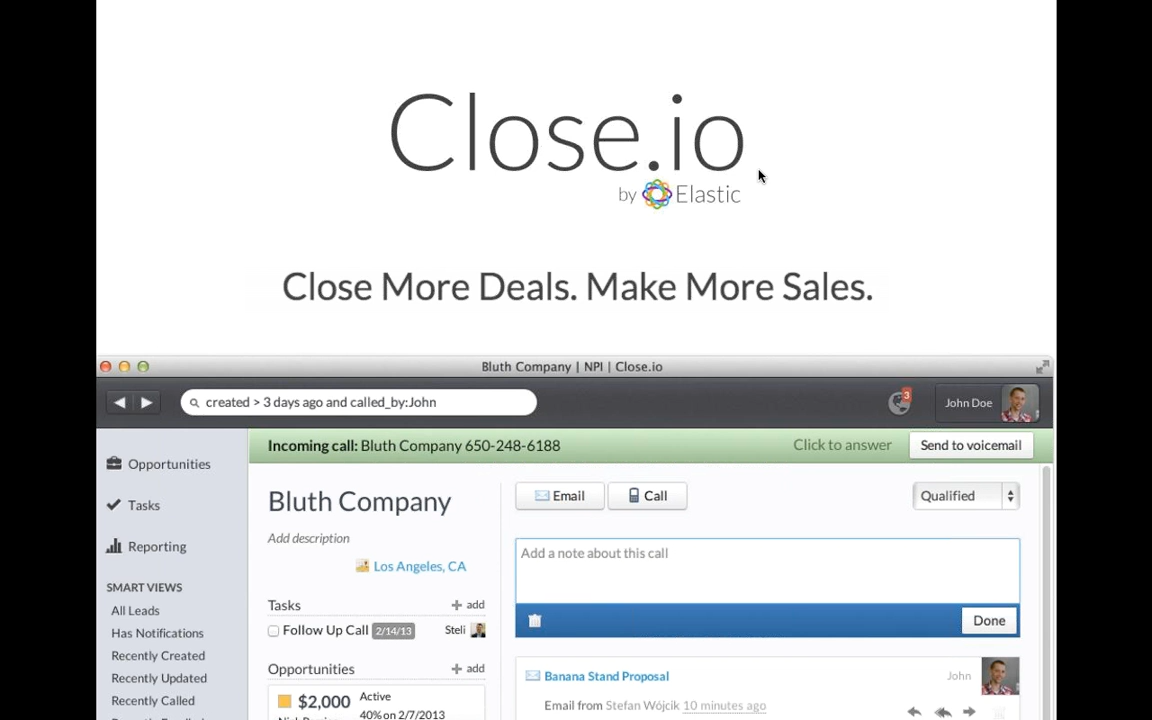 Close.io
by Elastic
Close More Deals. Make More Sales.
Bluth Company | NPI | Close.io
created > 3 days ago and called_by:John
3
John Doe
Incoming call: Bluth Company 650-248-6188
Click to answer
Send to voicemail
Opportunities
Tasks
Reporting
SMART VIEWS
All Leads
Has Notifications
Recently Created
Recently Updated
Recently Called
Bluth Company
Add description
Los Angeles, CA
Tasks
+ add
Follow Up Call 2/14/13 Steli
Opportunities
+ add
$2,000
Active
40% on 2/7/2013
Email
Call
Qualified
Add a note about this call
Done
Banana Stand Proposal
John
Email from Stefan Wójcik 10 minutes ago